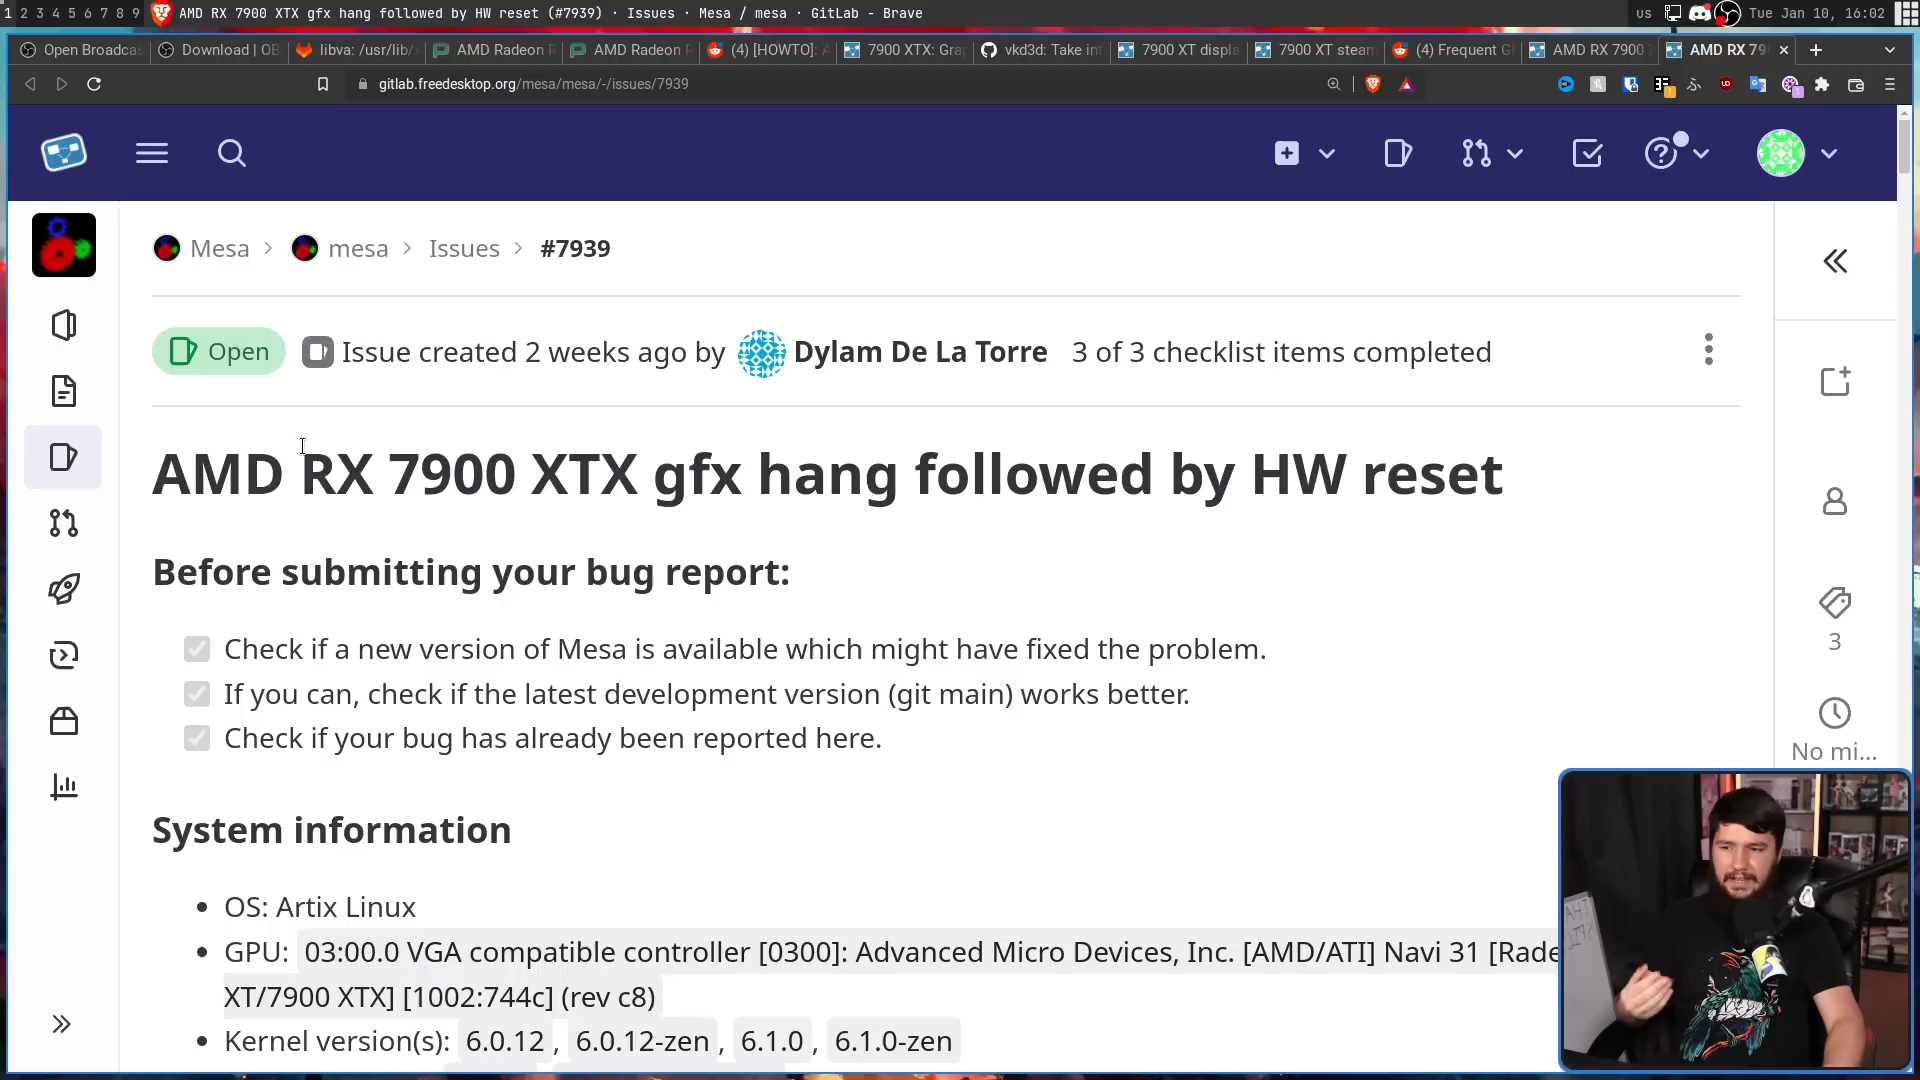 1 2 3 4 5 6 7 8 9 AMD RX 7900 XTX gfx hang followed by HW reset (#7939) · Issues · Mesa / mesa · GitLab - Brave us Tue Jan 10, 16:02
Open Broadcas Download | OB libva: /usr/lib/ AMD Radeon R AMD Radeon R (4) [HOWTO]: A 7900 XTX: Gra vkd3d: Take in 7900 XT displa 7900 XT steam (4) Frequent G AMD RX 7900 AMD RX 79
gitlab.freedesktop.org/mesa/mesa/-/issues/7939
Mesa > mesa > Issues > #7939
Open Issue created 2 weeks ago by Dylam De La Torre 3 of 3 checklist items completed
AMD RX 7900 XTX gfx hang followed by HW reset
Before submitting your bug report:
Check if a new version of Mesa is available which might have fixed the problem.
If you can, check if the latest development version (git main) works better.
Check if your bug has already been reported here.
3
No mi...
System information
• OS: Artix Linux
• GPU: 03:00.0 VGA compatible controller [0300]: Advanced Micro Devices, Inc. [AMD/ATI] Navi 31 [Rade
XT/7900 XTX] [1002:744c] (rev c8)
• Kernel version(s): 6.0.12 , 6.0.12-zen , 6.1.0 , 6.1.0-zen